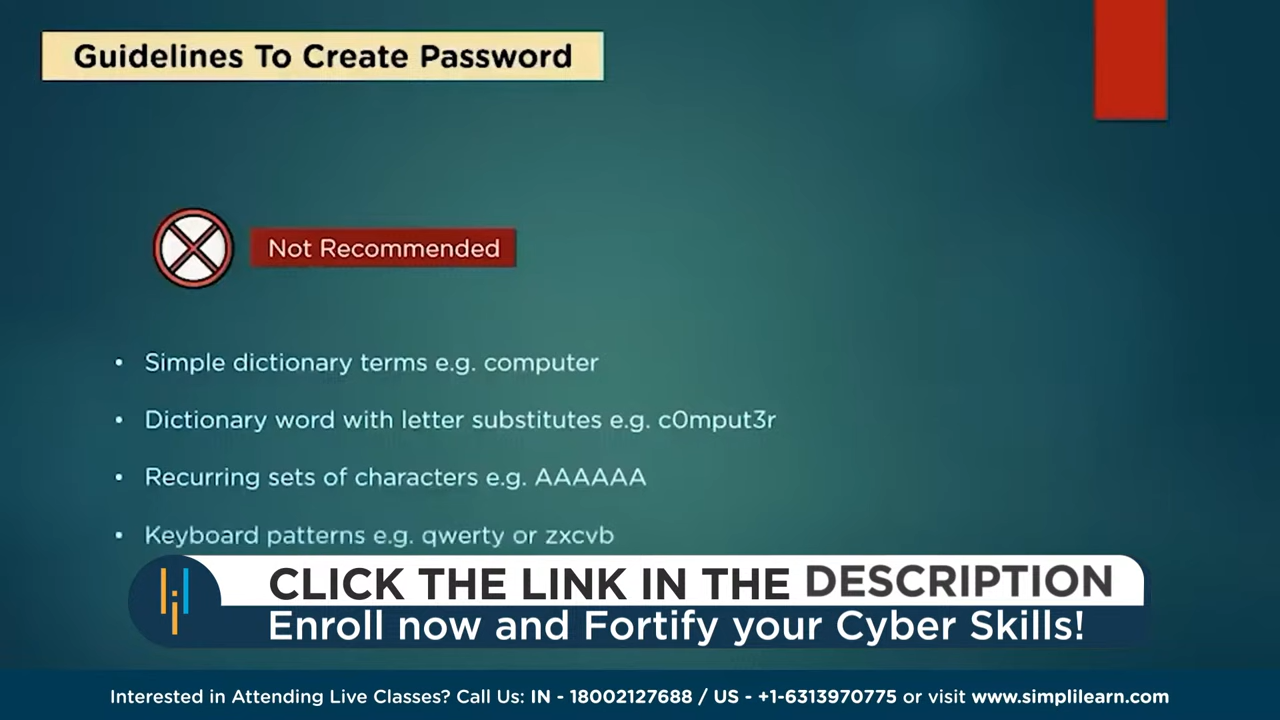 Guidelines To Create Password
Not Recommended
• Simple dictionary terms e.g. computer
• Dictionary word with letter substitutes e.g. c0mput3r
• Recurring sets of characters e.g. AAAAAA
• Keyboard patterns e.g. qwerty or zxcvb
CLICK THE LINK IN THE DESCRIPTION
Enroll now and Fortify your Cyber Skills!
Interested in Attending Live Classes? Call Us: IN - 18002127688 / US - +1-6313970775 or visit www.simplilearn.com